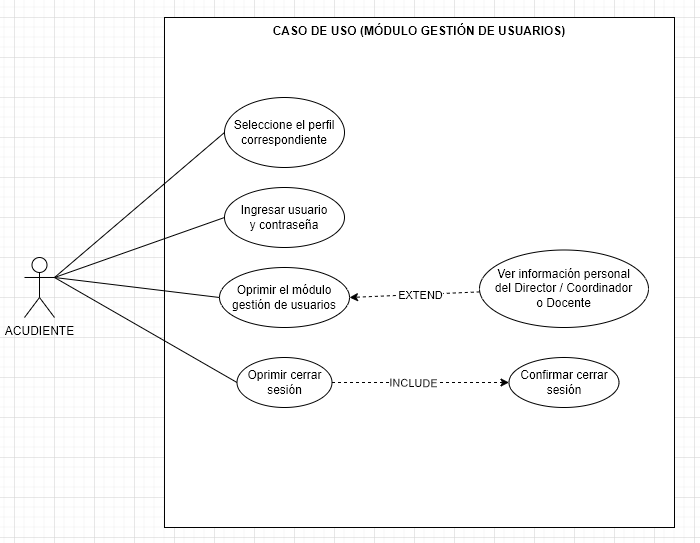 CASO DE USO (MÓDULO GESTIÓN DE USUARIOS)
Seleccione el perfil
correspondiente
Ingresar usuario
y contraseña
Oprimir el módulo
gestión de usuarios
EXTEND
Ver información personal
del Director / Coordinador
o Docente
ACUDIENTE
Oprimir cerrar
sesión
INCLUDE
Confirmar cerrar
sesión